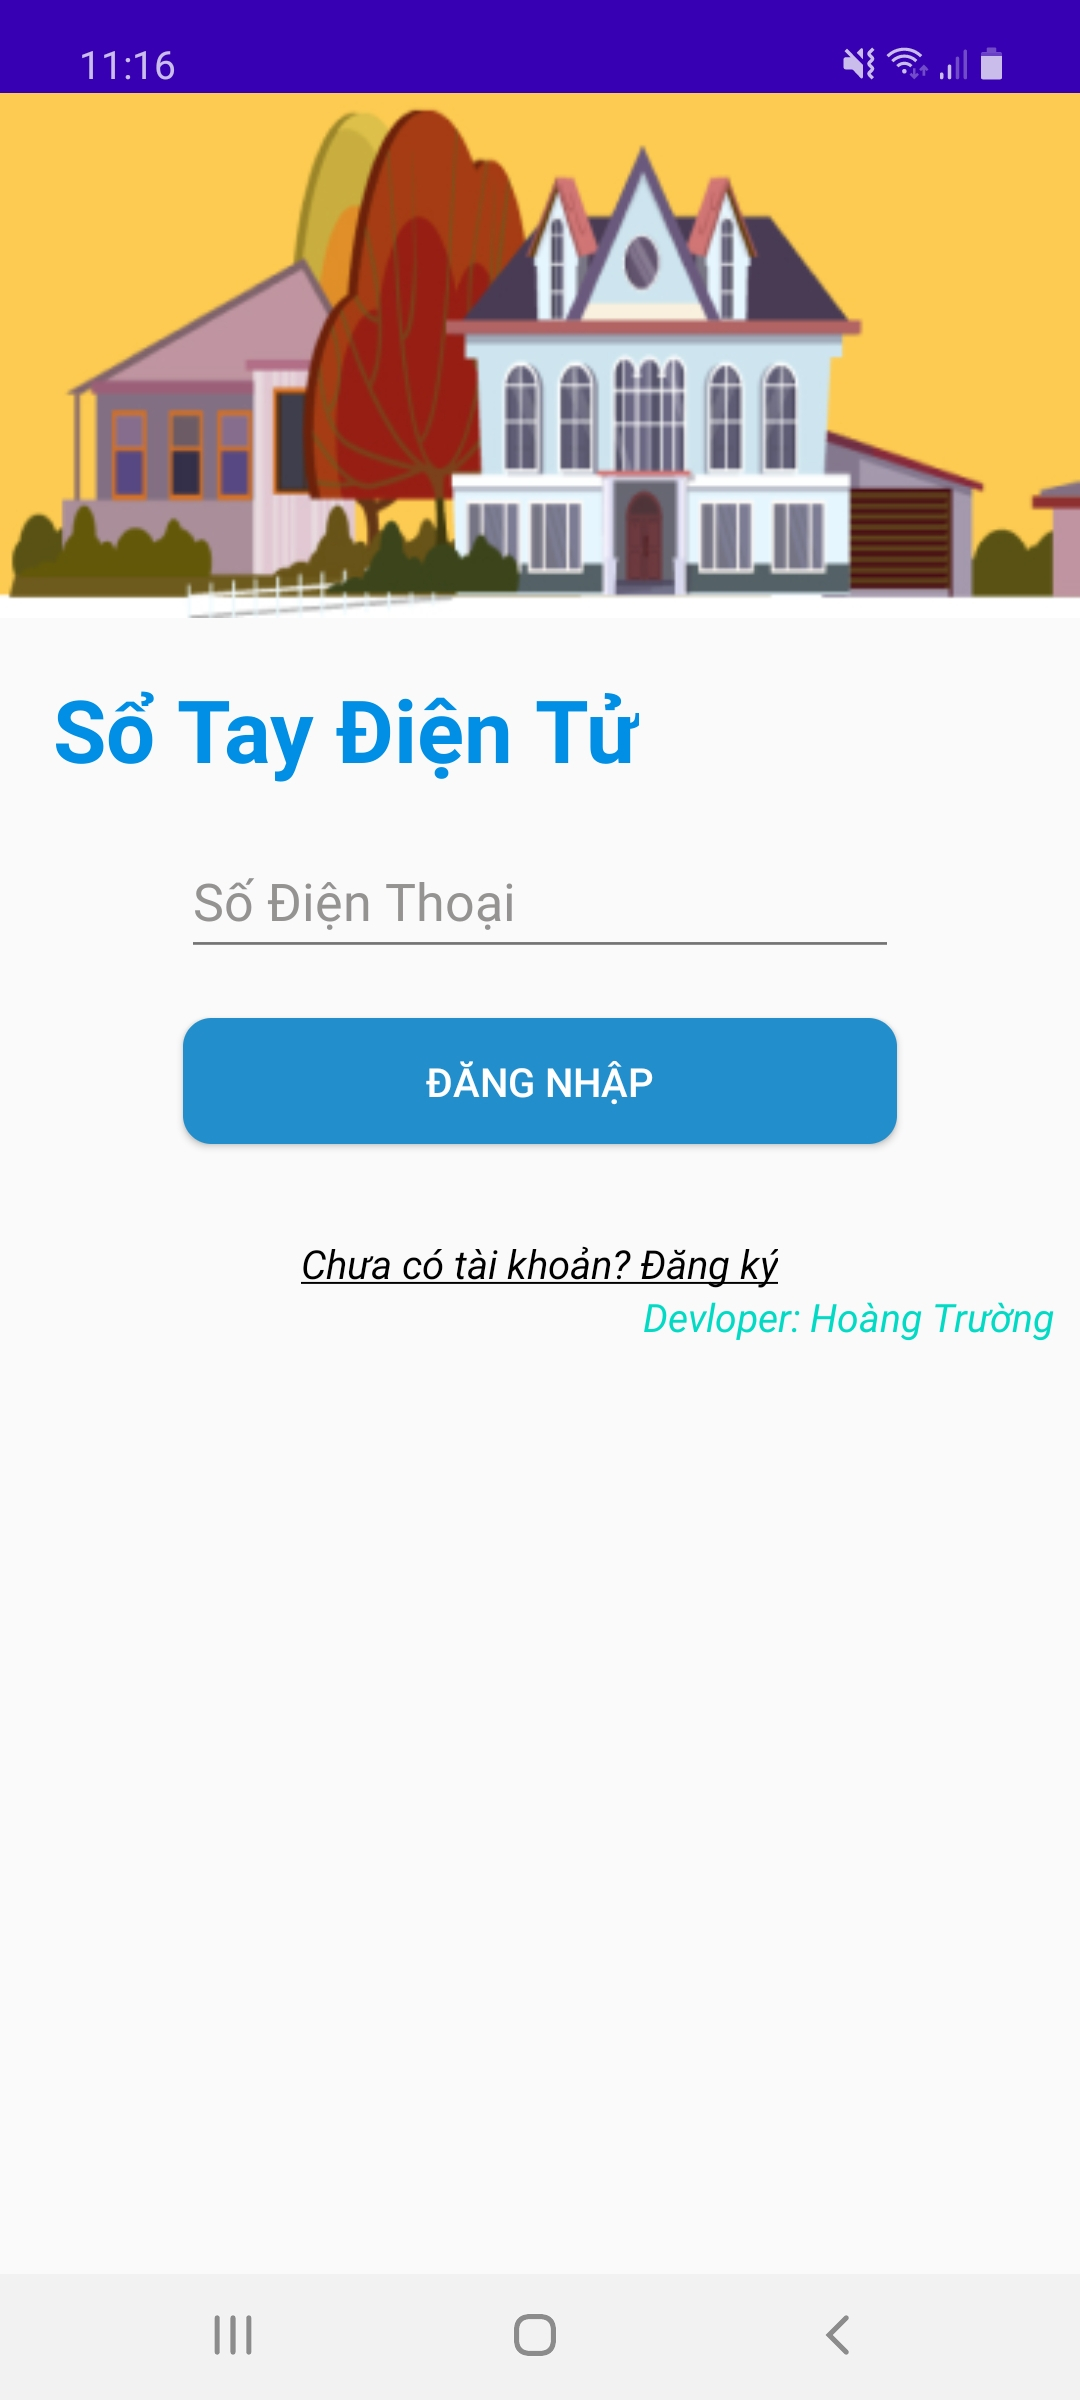 11:16
Sổ Tay Điện Tử
Số Điện Thoại
ĐĂNG NHẬP
Chưa có tài khoản? Đăng ký
Devloper: Hoàng Trường